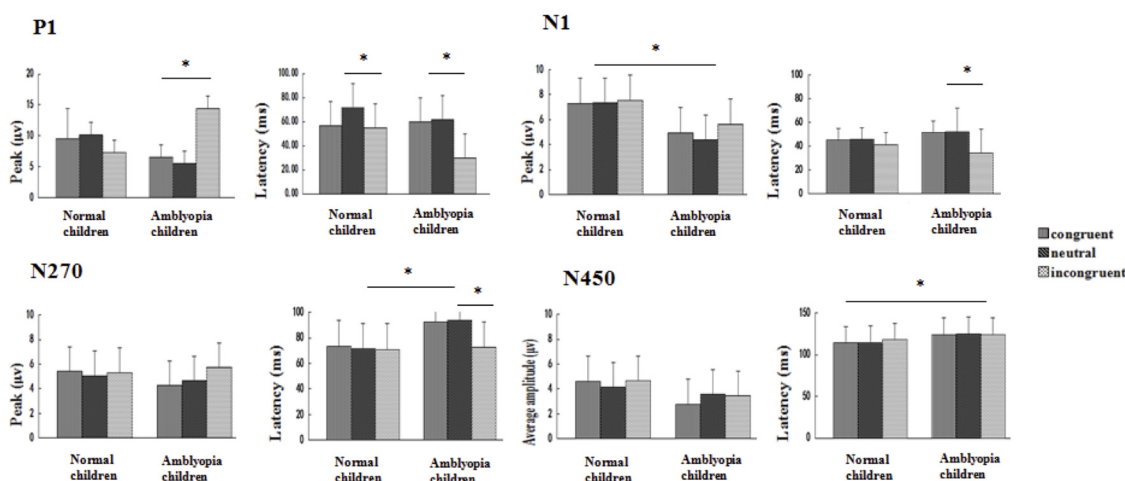 P1
*
Peak (μv)
20
15
10
5
0
Normal children
Amblyopia children
* *
Latency (ms)
100.00
80.00
60.00
40.00
20.00
0.00
Normal children
Amblyopia children
N1
*
Peak (μv)
10
8
6
4
2
0
Normal children
Amblyopia children
*
Latency (ms)
100
80
60
40
20
0
Normal children
Amblyopia children
congruent
neutral
incongruent
N270
Peak (μv)
10
8
6
4
2
0
Normal children
Amblyopia children
* *
Latency (ms)
100
80
60
40
20
0
Normal children
Amblyopia children
N450
Average amplitude (μv)
10
8
6
4
2
0
Normal children
Amblyopia children
*
Latency (ms)
150
100
50
0
Normal children
Amblyopia children